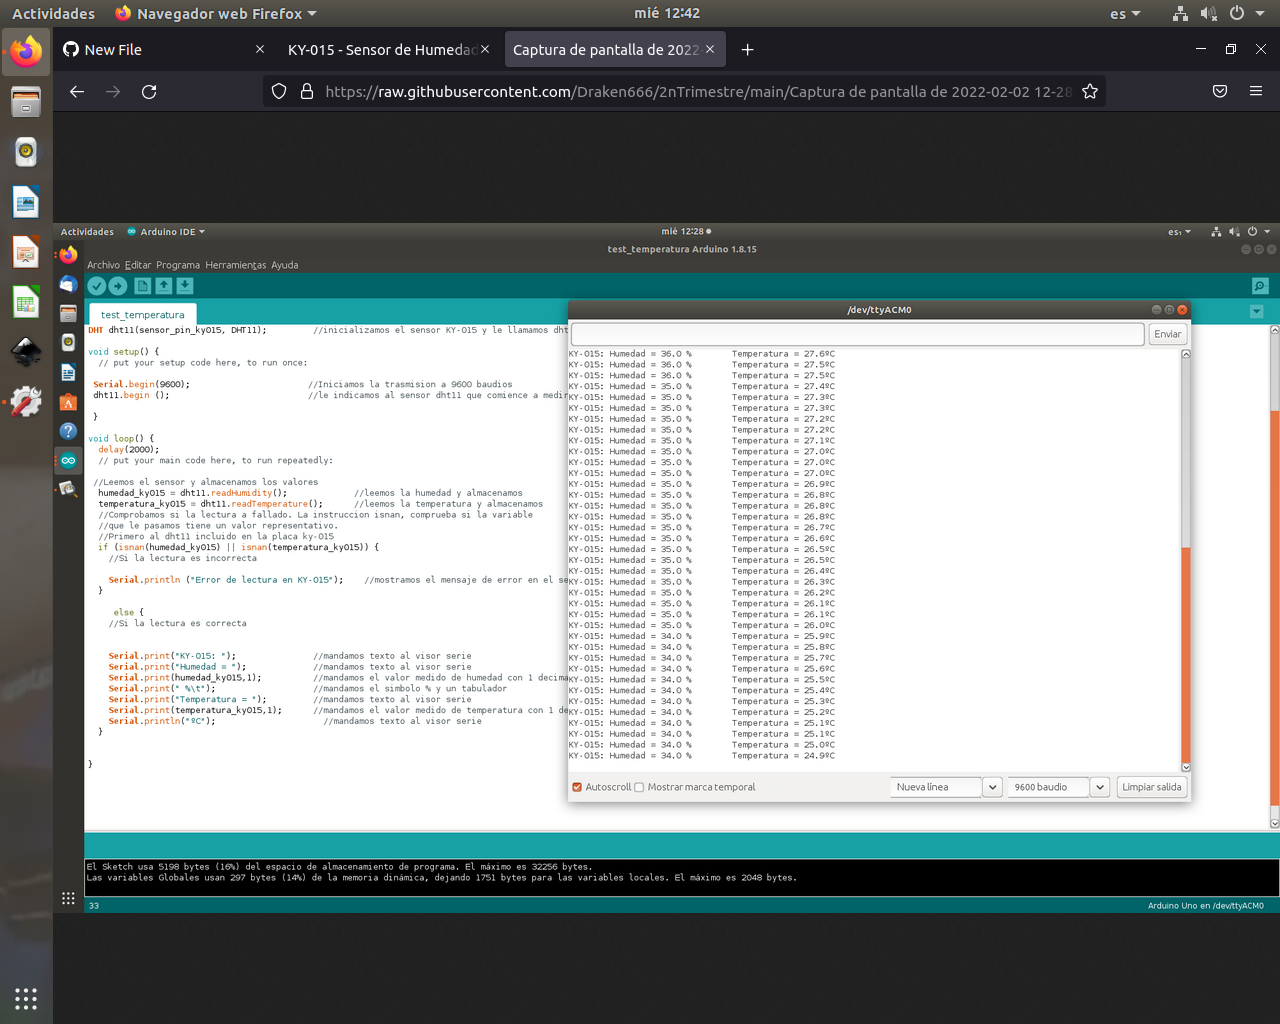 Actividades
Navegador web Firefox
mié 12:42
es
New File
KY-015 - Sensor de Humedad
Captura de pantalla de 2022-
https://raw.githubusercontent.com/Draken666/2nTrimestre/main/Captura de pantalla de 2022-02-02 12-28
Actividades
Arduino IDE
mié 12:28
es₁
test_temperatura Arduino 1.8.15
Archivo Editar Programa Herramientas Ayuda
test_temperatura
DHT dht11(sensor_pin_ky015, DHT11); //inicializamos el sensor KY-015 y le llamamos dht
void setup() {
// put your setup code here, to run once:
Serial.begin(9600); //Iniciamos la trasmision a 9600 baudios
dht11.begin (); //le indicamos al sensor dht11 que comience a medir
}
void loop() {
delay(2000);
// put your main code here, to run repeatedly:
//Leemos el sensor y almacenamos los valores
humedad_ky015 = dht11.readHumidity(); //leemos la humedad y almacenamos
temperatura_ky015 = dht11.readTemperature(); //leemos la temperatura y almacenamos
//Comprobamos si la lectura a fallado. La instruccion isnan, comprueba si la variable
//que le pasamos tiene un valor representativo.
//Primero al dht11 incluido en la placa ky-015
if (isnan(humedad_ky015) || isnan(temperatura_ky015)) {
//Si la lectura es incorrecta
Serial.println ("Error de lectura en KY-015"); //mostramos el mensaje de error en el se
}
else {
//Si la lectura es correcta
Serial.print("KY-015: "); //mandamos texto al visor serie
Serial.print("Humedad = "); //mandamos texto al visor serie
Serial.print(humedad_ky015,1); //mandamos el valor medido de humedad con 1 decima
Serial.print(" %\t"); //mandamos el simbolo % y un tabulador
Serial.print("Temperatura = "); //mandamos texto al visor serie
Serial.print(temperatura_ky015,1); //mandamos el valor medido de temperatura con 1 de
Serial.println("ºC"); //mandamos texto al visor serie
}
}
/dev/ttyACM0
Enviar
KY-015: Humedad = 36.0 % Temperatura = 27.6ºC
KY-015: Humedad = 36.0 % Temperatura = 27.5ºC
KY-015: Humedad = 36.0 % Temperatura = 27.5ºC
KY-015: Humedad = 35.0 % Temperatura = 27.4ºC
KY-015: Humedad = 35.0 % Temperatura = 27.3ºC
KY-015: Humedad = 35.0 % Temperatura = 27.3ºC
KY-015: Humedad = 35.0 % Temperatura = 27.2ºC
KY-015: Humedad = 35.0 % Temperatura = 27.2ºC
KY-015: Humedad = 35.0 % Temperatura = 27.1ºC
KY-015: Humedad = 35.0 % Temperatura = 27.0ºC
KY-015: Humedad = 35.0 % Temperatura = 27.0ºC
KY-015: Humedad = 35.0 % Temperatura = 27.0ºC
KY-015: Humedad = 35.0 % Temperatura = 26.9ºC
KY-015: Humedad = 35.0 % Temperatura = 26.8ºC
KY-015: Humedad = 35.0 % Temperatura = 26.8ºC
KY-015: Humedad = 35.0 % Temperatura = 26.8ºC
KY-015: Humedad = 35.0 % Temperatura = 26.7ºC
KY-015: Humedad = 35.0 % Temperatura = 26.6ºC
KY-015: Humedad = 35.0 % Temperatura = 26.5ºC
KY-015: Humedad = 35.0 % Temperatura = 26.5ºC
KY-015: Humedad = 35.0 % Temperatura = 26.4ºC
KY-015: Humedad = 35.0 % Temperatura = 26.3ºC
KY-015: Humedad = 35.0 % Temperatura = 26.2ºC
KY-015: Humedad = 35.0 % Temperatura = 26.1ºC
KY-015: Humedad = 35.0 % Temperatura = 26.1ºC
KY-015: Humedad = 35.0 % Temperatura = 26.0ºC
KY-015: Humedad = 34.0 % Temperatura = 25.9ºC
KY-015: Humedad = 34.0 % Temperatura = 25.8ºC
KY-015: Humedad = 34.0 % Temperatura = 25.7ºC
KY-015: Humedad = 34.0 % Temperatura = 25.6ºC
KY-015: Humedad = 34.0 % Temperatura = 25.5ºC
KY-015: Humedad = 34.0 % Temperatura = 25.4ºC
KY-015: Humedad = 34.0 % Temperatura = 25.3ºC
KY-015: Humedad = 34.0 % Temperatura = 25.2ºC
KY-015: Humedad = 34.0 % Temperatura = 25.1ºC
KY-015: Humedad = 34.0 % Temperatura = 25.1ºC
KY-015: Humedad = 34.0 % Temperatura = 25.0ºC
KY-015: Humedad = 34.0 % Temperatura = 24.9ºC
Autoscroll
Mostrar marca temporal
Nueva línea
9600 baudio
Limpiar salida
El Sketch usa 5198 bytes (16%) del espacio de almacenamiento de programa. El máximo es 32256 bytes.
Las variables Globales usan 297 bytes (14%) de la memoria dinámica, dejando 1751 bytes para las variables locales. El máximo es 2048 bytes.
33
Arduino Uno en /dev/ttyACM0